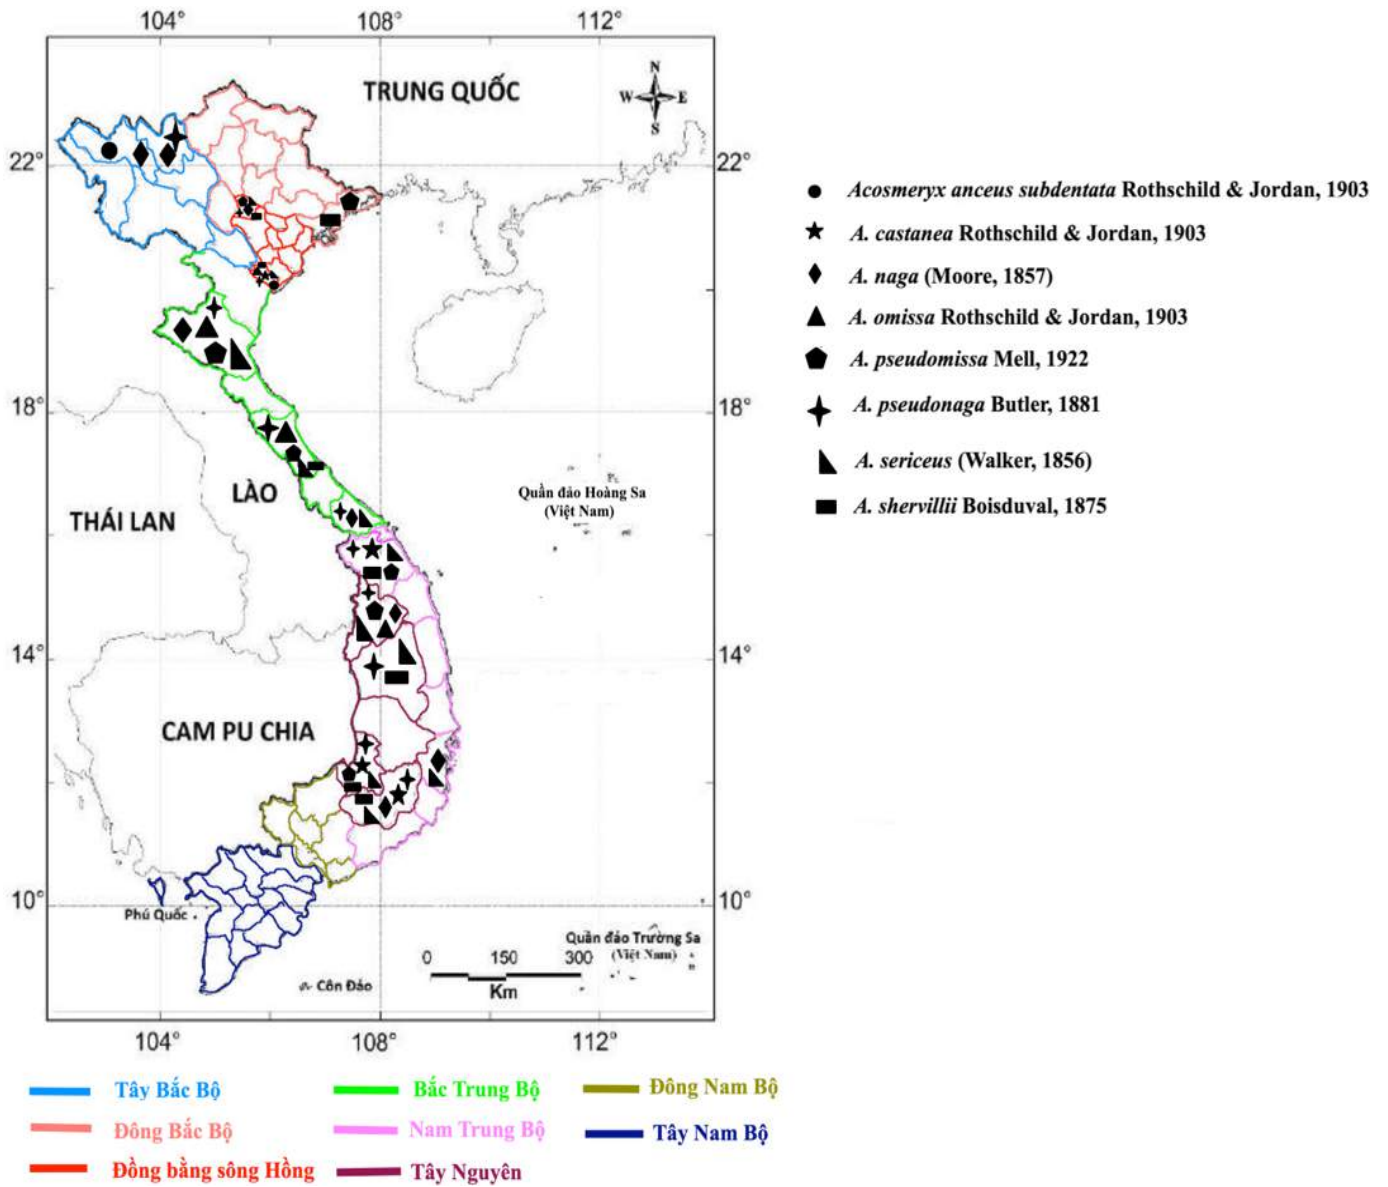 104°
108°
112°
TRUNG QUỐC
N
W
E
S
22°
22°
Acosmeryx anceus subdentata Rothschild & Jordan, 1903
A. castanea Rothschild & Jordan, 1903
A. naga (Moore, 1857)
A. omissa Rothschild & Jordan, 1903
A. pseudomissa Mell, 1922
A. pseudonaga Butler, 1881
A. sericeus (Walker, 1856)
A. shervillii Boisduval, 1875
18°
18°
LÀO
THÁI LAN
Quần đảo Hoàng Sa
(Việt Nam)
14°
14°
CAM PU CHIA
10°
10°
Phú Quốc
Quần đảo Trường Sa
(Việt Nam)
0 150 300
Km
Côn Đảo
104°
108°
112°
Tây Bắc Bộ
Bắc Trung Bộ
Đông Nam Bộ
Đông Bắc Bộ
Nam Trung Bộ
Tây Nam Bộ
Đồng bằng sông Hồng
Tây Nguyên